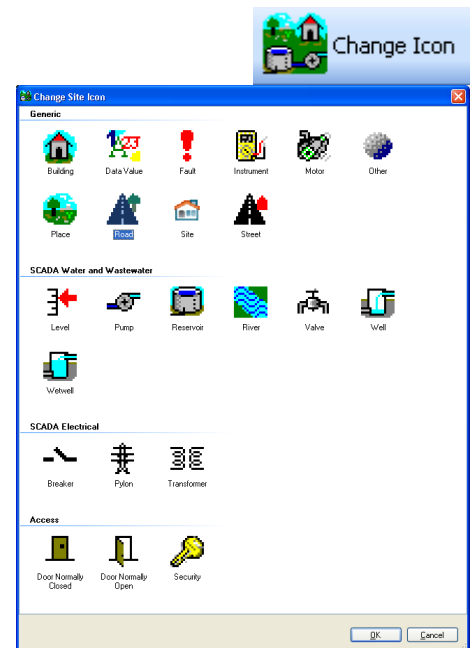 Change Icon
Change Site Icon
Generic
Building Data Value Fault Instrument Motor Other
Place Road Site Street
SCADA Water and Wastewater
Level Pump Reservoir River Valve Well
Wetwell
SCADA Electrical
Breaker Pylon Transformer
Access
Door Normally Closed Door Normally Open Security
OK Cancel